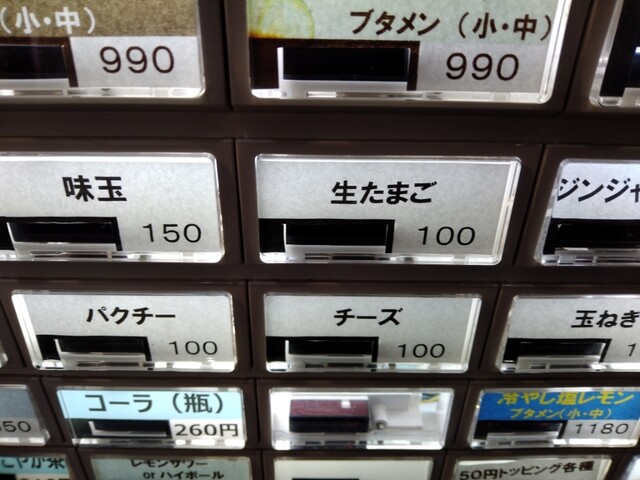 (小・中)
990
ブタメン(小・中)
990
味玉
150
生たまご
100
ジンジャ
パクチー
100
チーズ
100
玉ねぎ
コーラ(瓶)
260円
冷やし塩レモン
ブタメン(小・中)
1180
レモンサワー
or ハイボール
50円トッピング各種